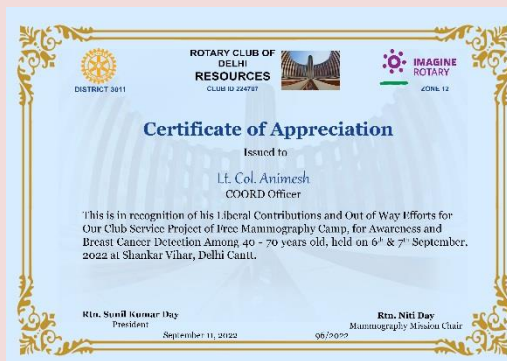 ROTARY CLUB OF
DELHI
RESOURCES
CLUB ID 224797
DISTRICT 3011
IMAGINE
ROTARY
ZONE 12
Certificate of Appreciation
Issued to
Lt. Col. Animesh
COORD Officer
This is in recognition of his Liberal Contributions and Out of Way Efforts for
Our Club Service Project of Free Mammography Camp, for Awareness and
Breast Cancer Detection Among 40 - 70 years old, held on 6th & 7th September,
2022 at Shankar Vihar, Delhi Cantt.
Rtn. Sunil Kumar Day
President
Rtn. Niti Day
Mammography Mission Chair
September 11, 2022
96/2022